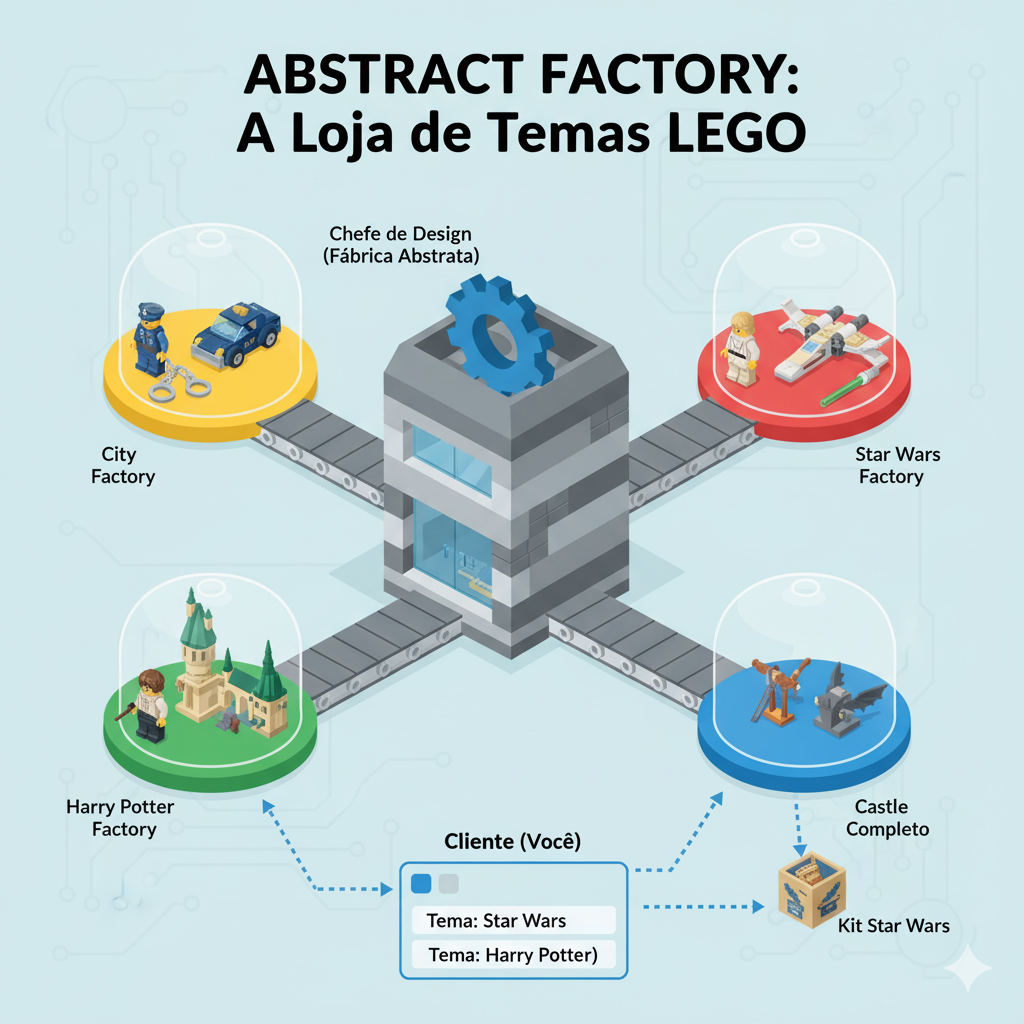 ABSTRACT FACTORY:
A Loja de Temas LEGO
Chefe de Design
(Fábrica Abstrata)
City
Factory
Star Wars
Factory
Harry Potter
Factory
Castle
Completo
Cliente (Você)
Tema: Star Wars
Tema: Harry Potter)
Kit Star Wars